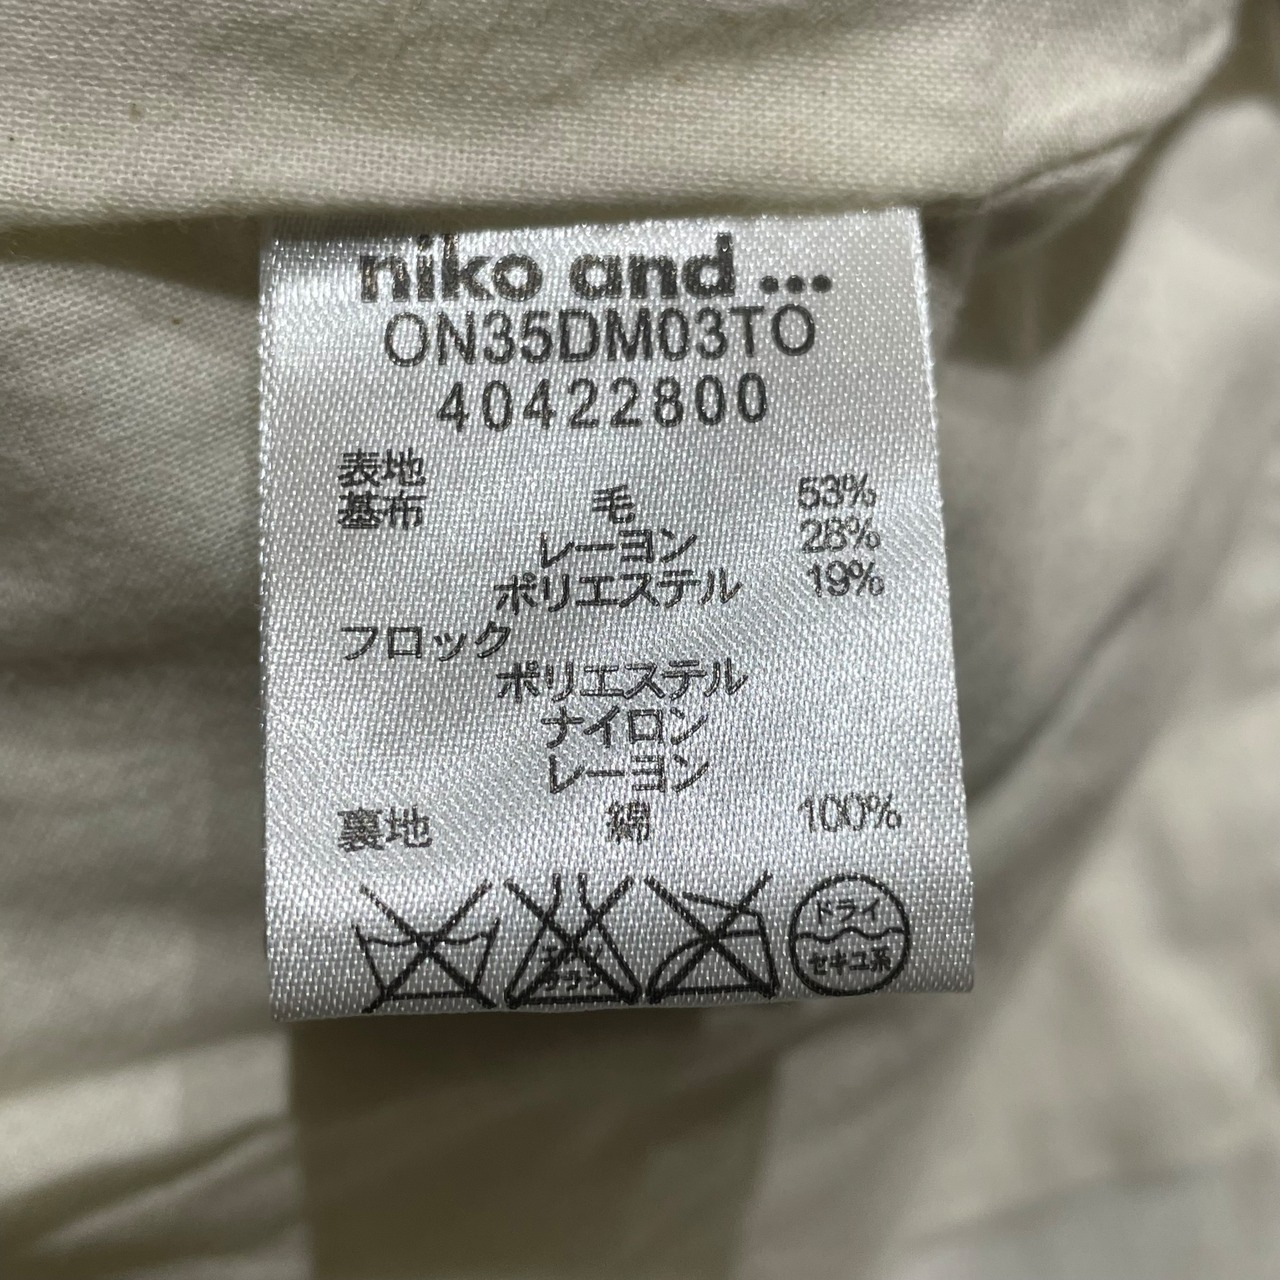 niko and ...
ON35DM03TO
40422800
表地
基布 毛 53%
レーヨン 28%
ポリエステル 19%
フロック
ポリエステル
ナイロン
レーヨン
裏地 綿 100%
ドライ
セキユ系